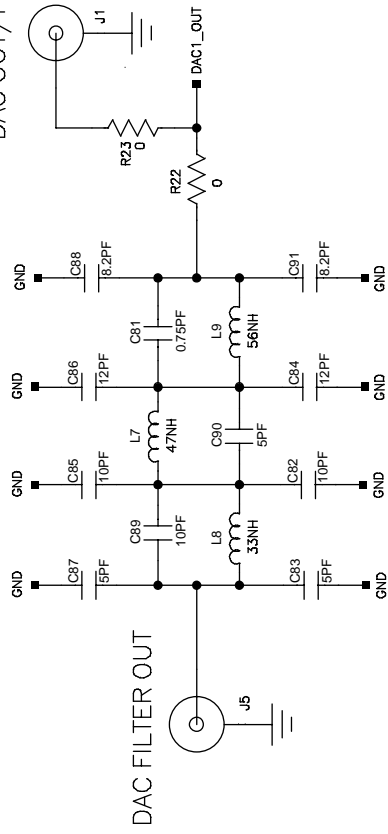 J1
DAC1_OUT
R23
0
R22
0
GND
GND
GND
GND
C87
5PF
C85
10PF
C86
12PF
C88
8.2PF
C89
10PF
L7
47NH
C81
0.75PF
L8
33NH
C90
5PF
L9
56NH
C83
5PF
C82
10PF
C84
12PF
C91
8.2PF
GND
GND
GND
GND
DAC FILTER OUT
J5